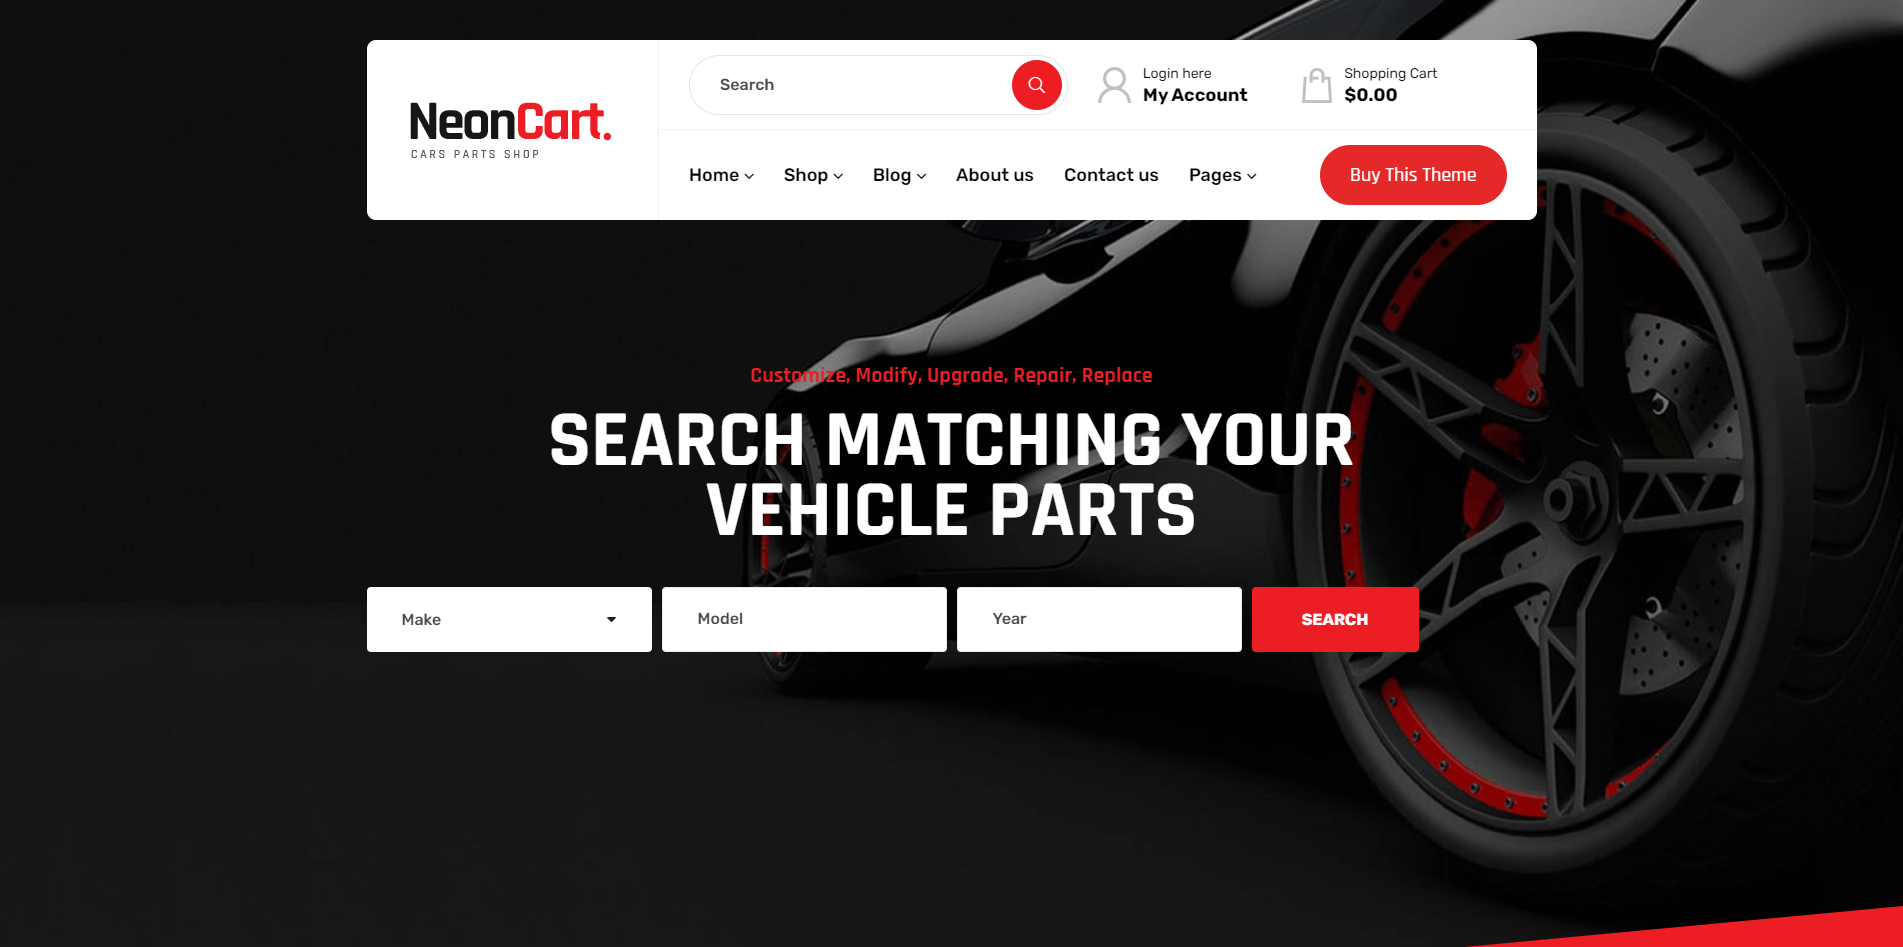 NeonCart.
CARS PARTS SHOP
Search
Login here
My Account
Shopping Cart
$0.00
Home
Shop
Blog
About us
Contact us
Pages
Buy This Theme
Customize, Modify, Upgrade, Repair, Replace
SEARCH MATCHING YOUR
VEHICLE PARTS
Make
Model
Year
SEARCH